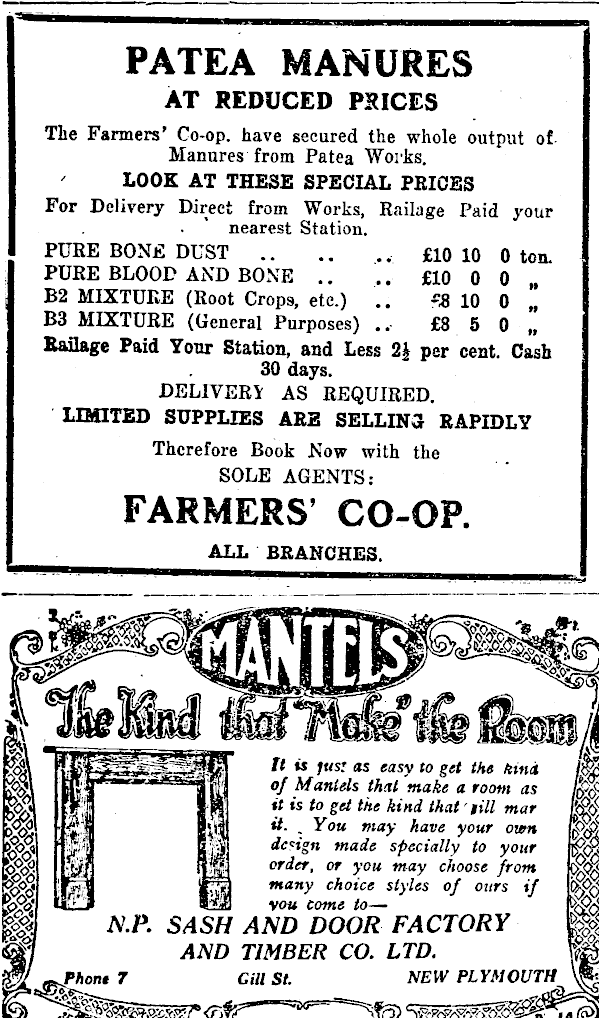 PATEA MANURES
AT REDUCED PRICES
The Farmers' Co-op. have secured the whole output of
Manures from Patea Works.
LOOK AT THESE SPECIAL PRICES
For Delivery Direct from Works, Railage Paid your
nearest Station.
PURE BONE DUST .. .. .. £10 10 0 ton.
PURE BLOOD AND BONE .. .. £10 0 0 „
B2 MIXTURE (Root Crops, etc.) .. £8 10 0 „
B3 MIXTURE (General Purposes) .. £8 5 0 „
Railage Paid Your Station, and Less 2½ per cent. Cash
30 days.
DELIVERY AS REQUIRED.
LIMITED SUPPLIES ARE SELLING RAPIDLY
Therefore Book Now with the
SOLE AGENTS:
FARMERS' CO-OP.
ALL BRANCHES.
MANTELS
The Kind that "Make" the Room
It is just as easy to get the kind
of Mantels that make a room as
it is to get the kind that will mar
it. You may have your own
design made specially to your
order, or you may choose from
many choice styles of ours if
you come to—
N.P. SASH AND DOOR FACTORY
AND TIMBER CO. LTD.
Phone 7 Gill St. NEW PLYMOUTH